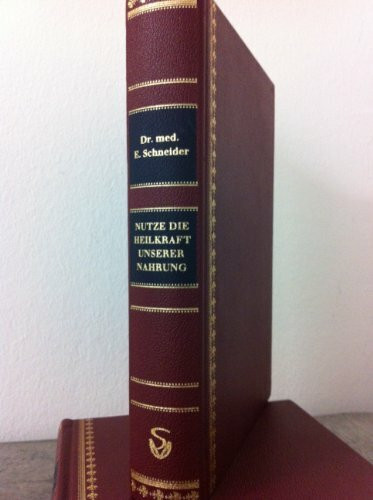 Dr. med.
E. Schneider
NUTZE DIE
HEILKRAFT
UNSERER
NAHRUNG